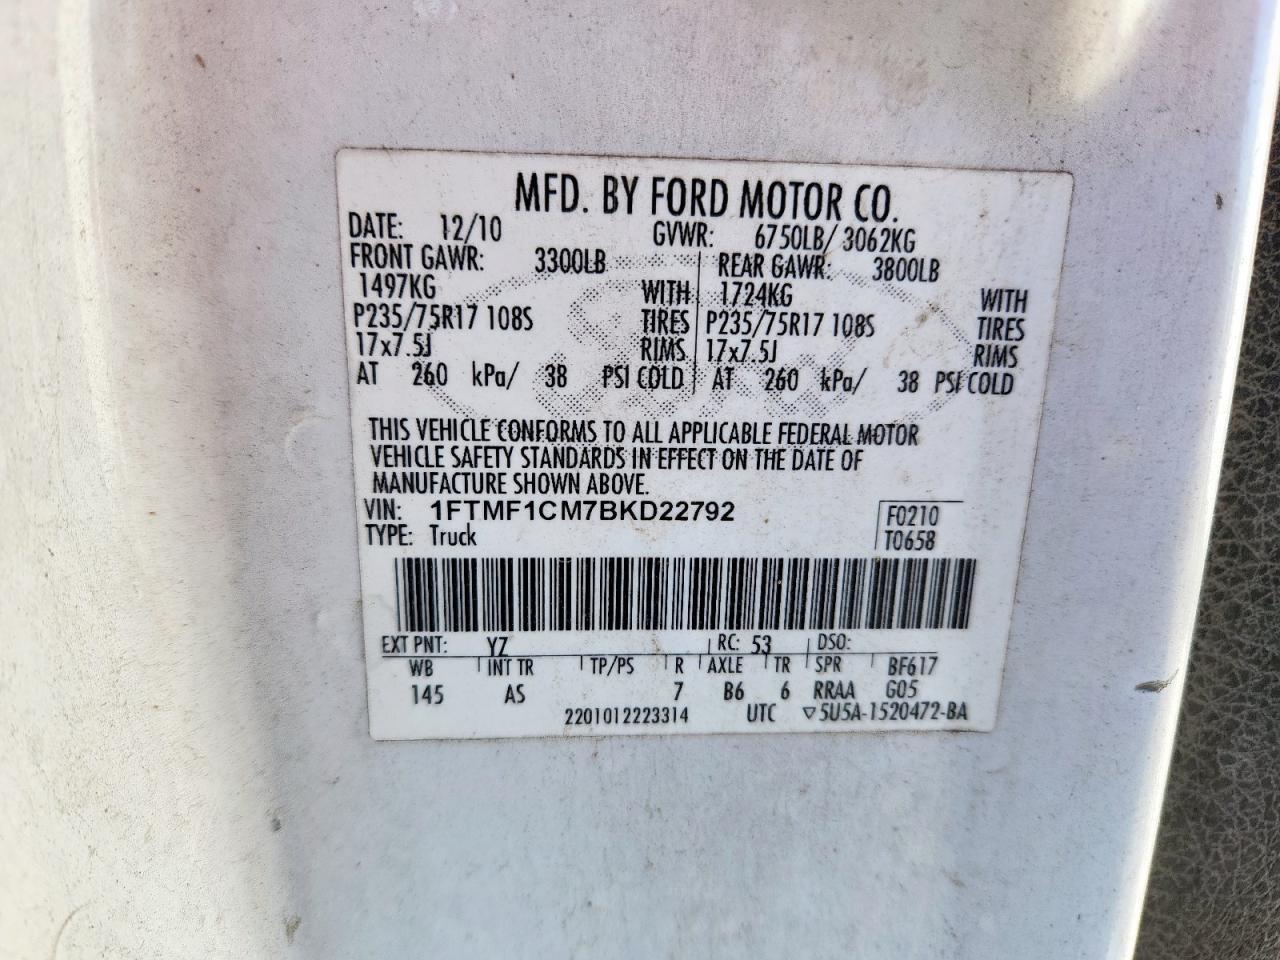 MFD. BY FORD MOTOR CO.
DATE: 12/10 GVWR: 6750LB/ 3062KG
FRONT GAWR: 3300LB REAR GAWR: 3800LB
1497KG WITH 1724KG WITH
P235/75R17 108S TIRES P235/75R17 108S TIRES
17x7.5J RIMS 17x7.5J RIMS
AT 260 kPa/ 38 PSI COLD AT 260 kPa/ 38 PSI COLD
THIS VEHICLE CONFORMS TO ALL APPLICABLE FEDERAL MOTOR
VEHICLE SAFETY STANDARDS IN EFFECT ON THE DATE OF
MANUFACTURE SHOWN ABOVE.
VIN: 1FTMF1CM7BKD22792 F0210
TYPE: Truck T0658
EXT PNT: YZ RC: 53 DSO:
WB INT TR TP/PS R AXLE TR SPR BF617
145 AS 7 B6 6 RRAA G05
2201012223314 UTC ▽5U5A-1520472-BA